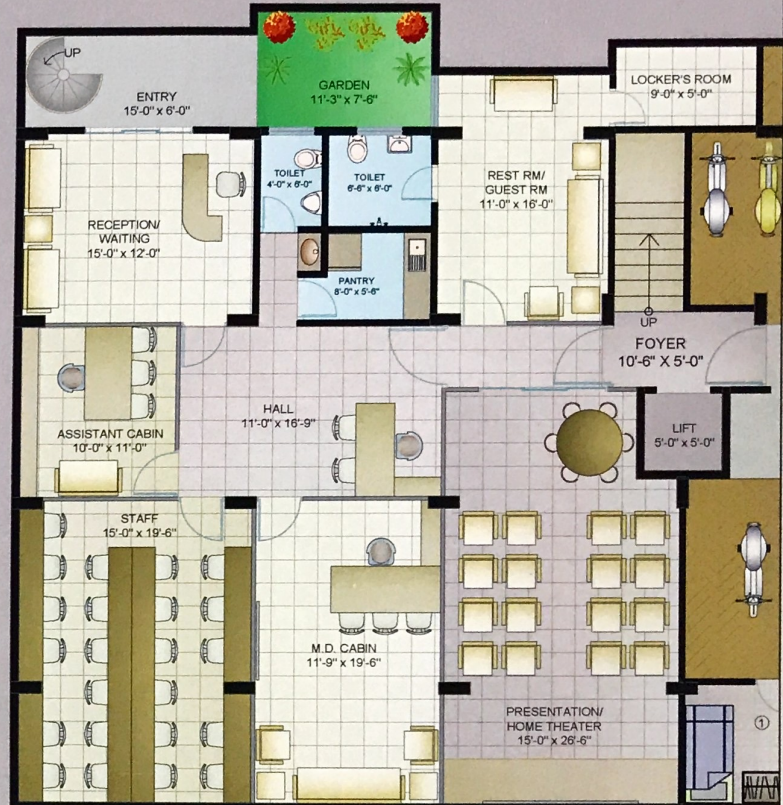 UP
ENTRY
15'-0" x 6'-0"
GARDEN
11'-3" x 7'-6"
LOCKER'S ROOM
9'-0" x 5'-0"
TOILET
4'-0" x 6'-0"
TOILET
6'-6" x 6'-0"
REST RM/
GUEST RM
11'-0" x 16'-0"
RECEPTION/
WAITING
15'-0" x 12'-0"
PANTRY
8'-0" x 5'-6"
UP
FOYER
10'-6" X 5'-0"
HALL
11'-0" x 16'-9"
ASSISTANT CABIN
10'-0" x 11'-0"
LIFT
5'-0" x 5'-0"
STAFF
15'-0" x 19'-6"
M.D. CABIN
11'-9" x 19'-6"
PRESENTATION/
HOME THEATER
15'-0" x 26'-6"
1